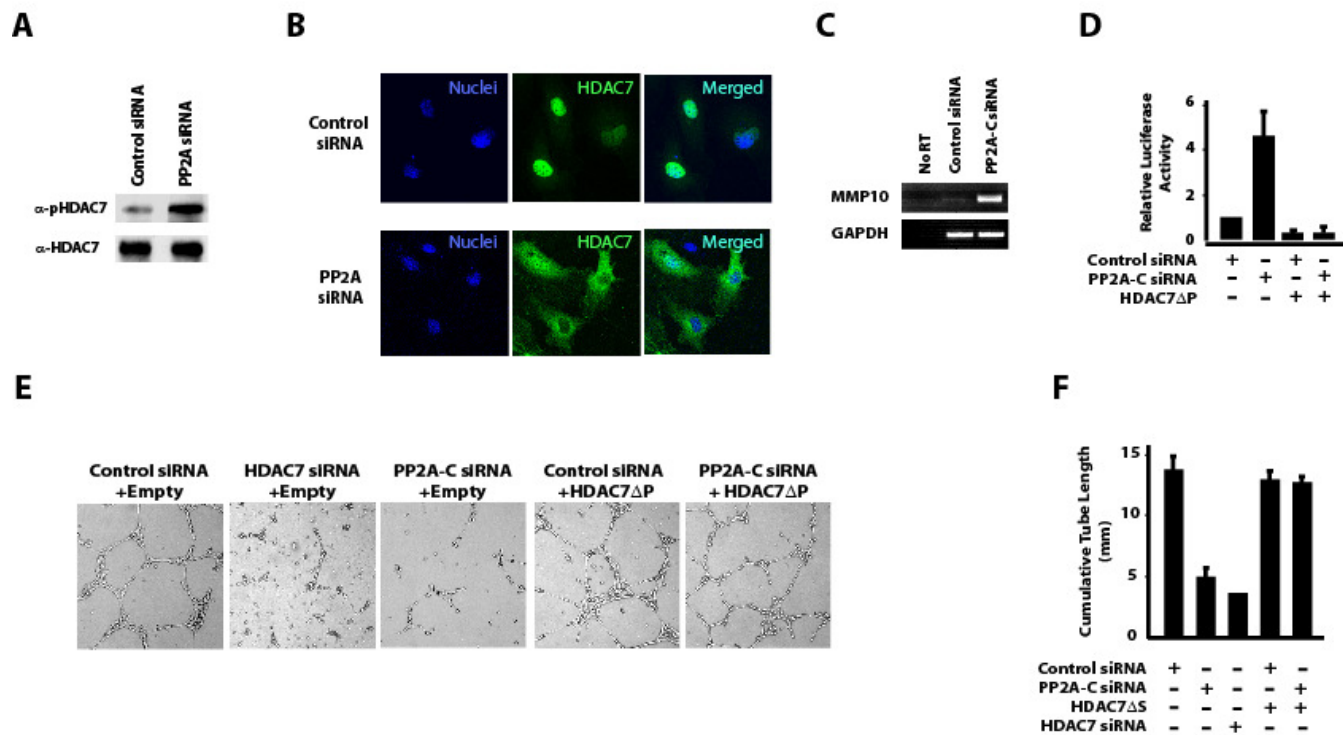 A
Control siRNA
PP2A siRNA
α-pHDAC7
α-HDAC7
B
Nuclei
HDAC7
Merged
Control
siRNA
Nuclei
HDAC7
Merged
PP2A
siRNA
C
No RT
Control siRNA
PP2A-C siRNA
MMP10
GAPDH
D
Relative Luciferase
Activity
6
4
2
0
Control siRNA + - + -
PP2A-C siRNA - + - +
HDAC7ΔP - - + +
E
Control siRNA
+Empty
HDAC7 siRNA
+Empty
PP2A-C siRNA
+Empty
Control siRNA
+HDAC7ΔP
PP2A-C siRNA
+ HDAC7ΔP
F
Cumulative Tube Length
(mm)
15
10
5
0
Control siRNA + - - + -
PP2A-C siRNA - + - - +
HDAC7ΔS - - - + +
HDAC7 siRNA - - + - -